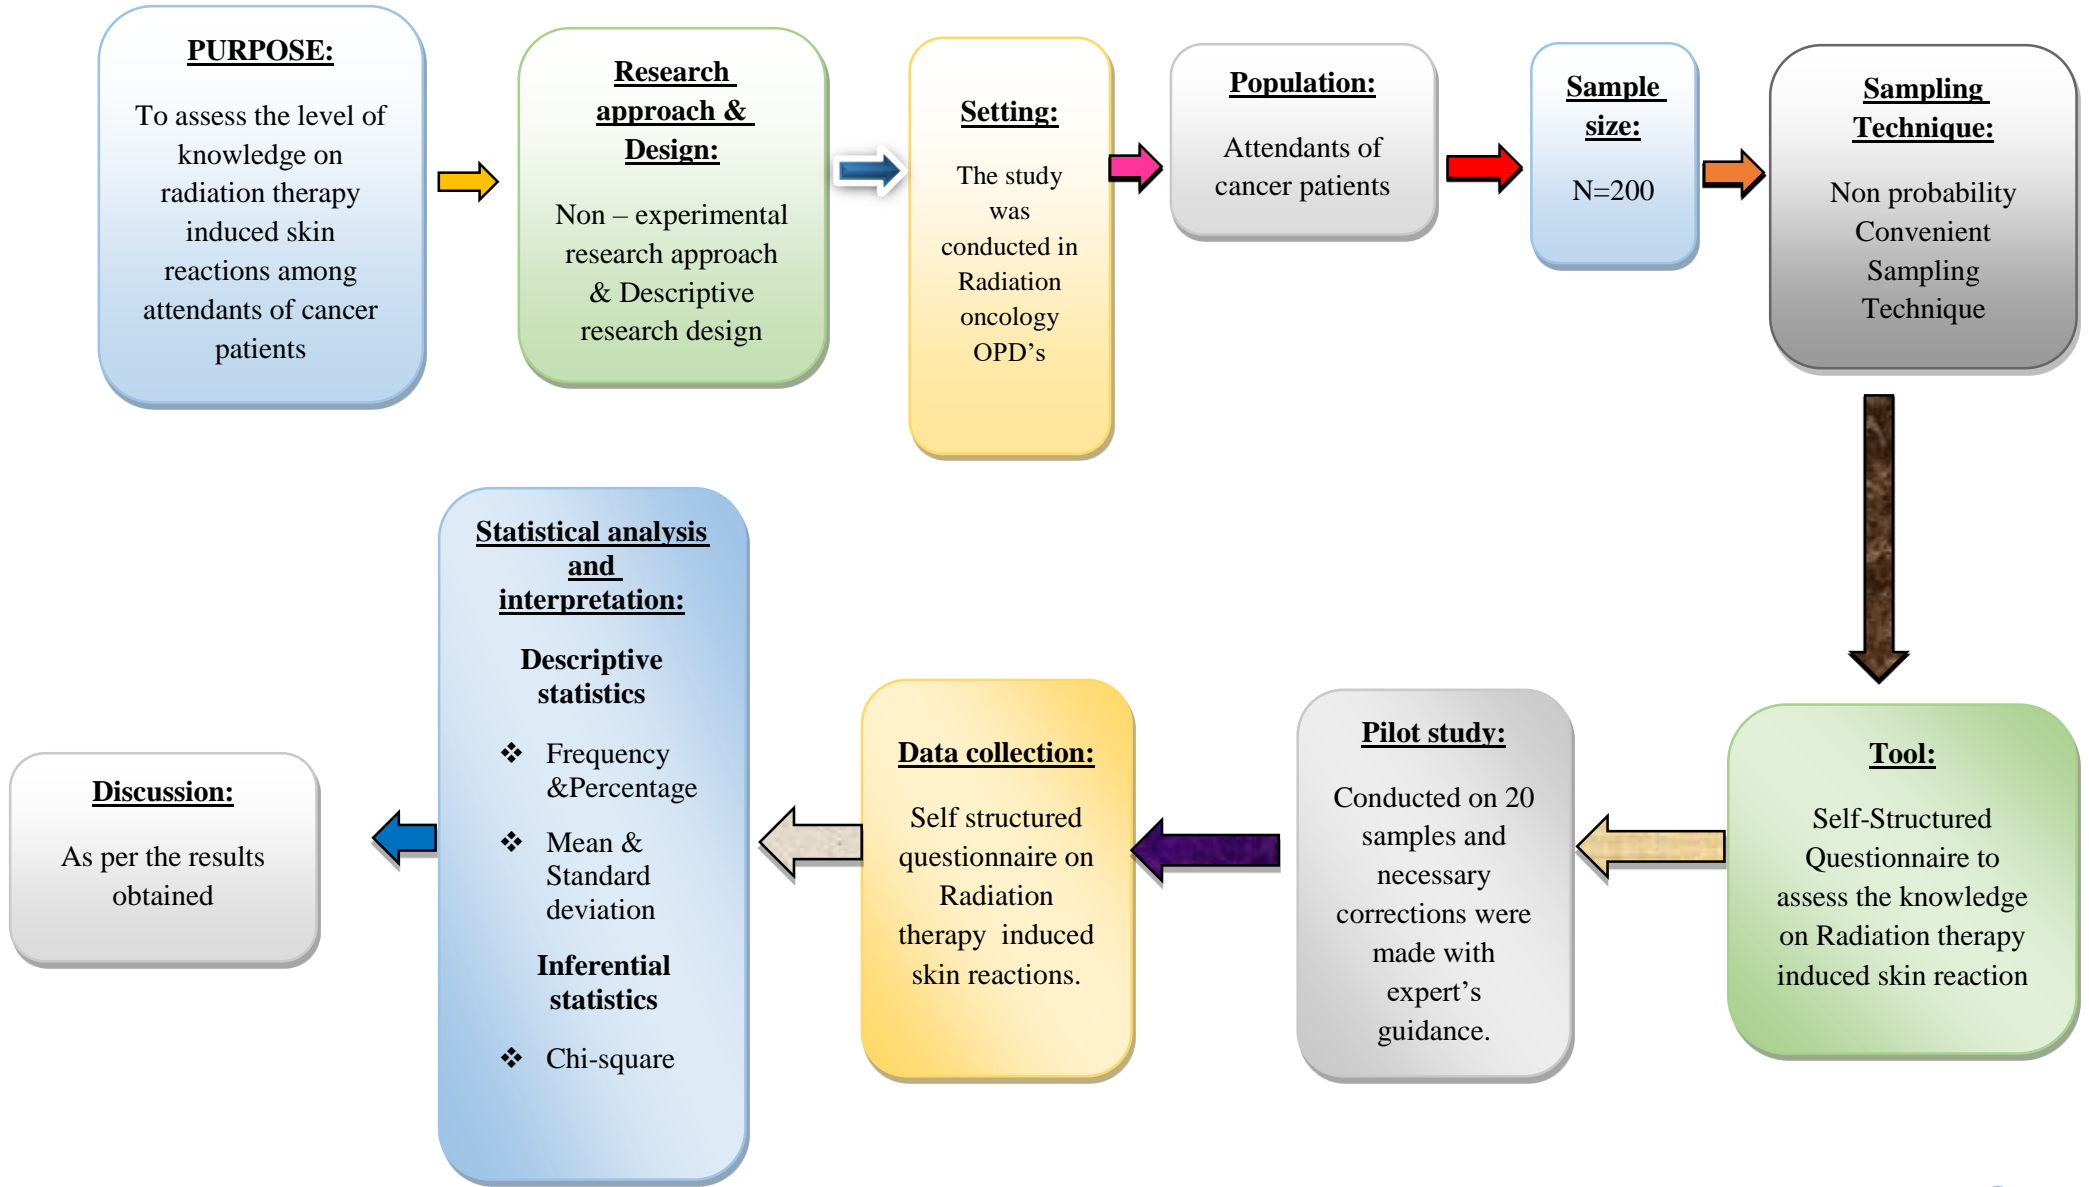 PURPOSE:
To assess the level of
knowledge on
radiation therapy
induced skin
reactions among
attendants of cancer
patients
Research
approach &
Design:
Non – experimental
research approach
& Descriptive
research design
Setting:
The study
was
conducted in
Radiation
oncology
OPD’s
Population:
Attendants of
cancer patients
Sample
size:
N=200
Sampling
Technique:
Non probability
Convenient
Sampling
Technique
Tool:
Self-Structured
Questionnaire to
assess the knowledge
on Radiation therapy
induced skin reaction
Pilot study:
Conducted on 20
samples and
necessary
corrections were
made with
expert’s
guidance.
Data collection:
Self structured
questionnaire on
Radiation
therapy  induced
skin reactions.
Statistical analysis
and
interpretation:
Descriptive
statistics
❖ Frequency
&Percentage
❖ Mean &
Standard
deviation
Inferential
statistics
❖ Chi-square
Discussion:
As per the results
obtained